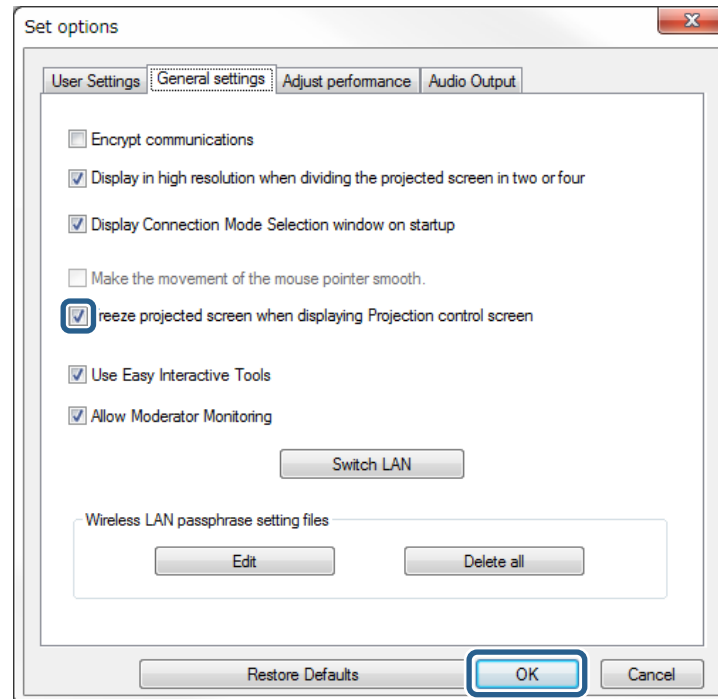 Set options
User Settings General settings Adjust performance Audio Output
Encrypt communications
Display in high resolution when dividing the projected screen in two or four
Display Connection Mode Selection window on startup
Make the movement of the mouse pointer smooth.
reeze projected screen when displaying Projection control screen
Use Easy Interactive Tools
Allow Moderator Monitoring
Switch LAN
Wireless LAN passphrase setting files
Edit Delete all
Restore Defaults OK Cancel